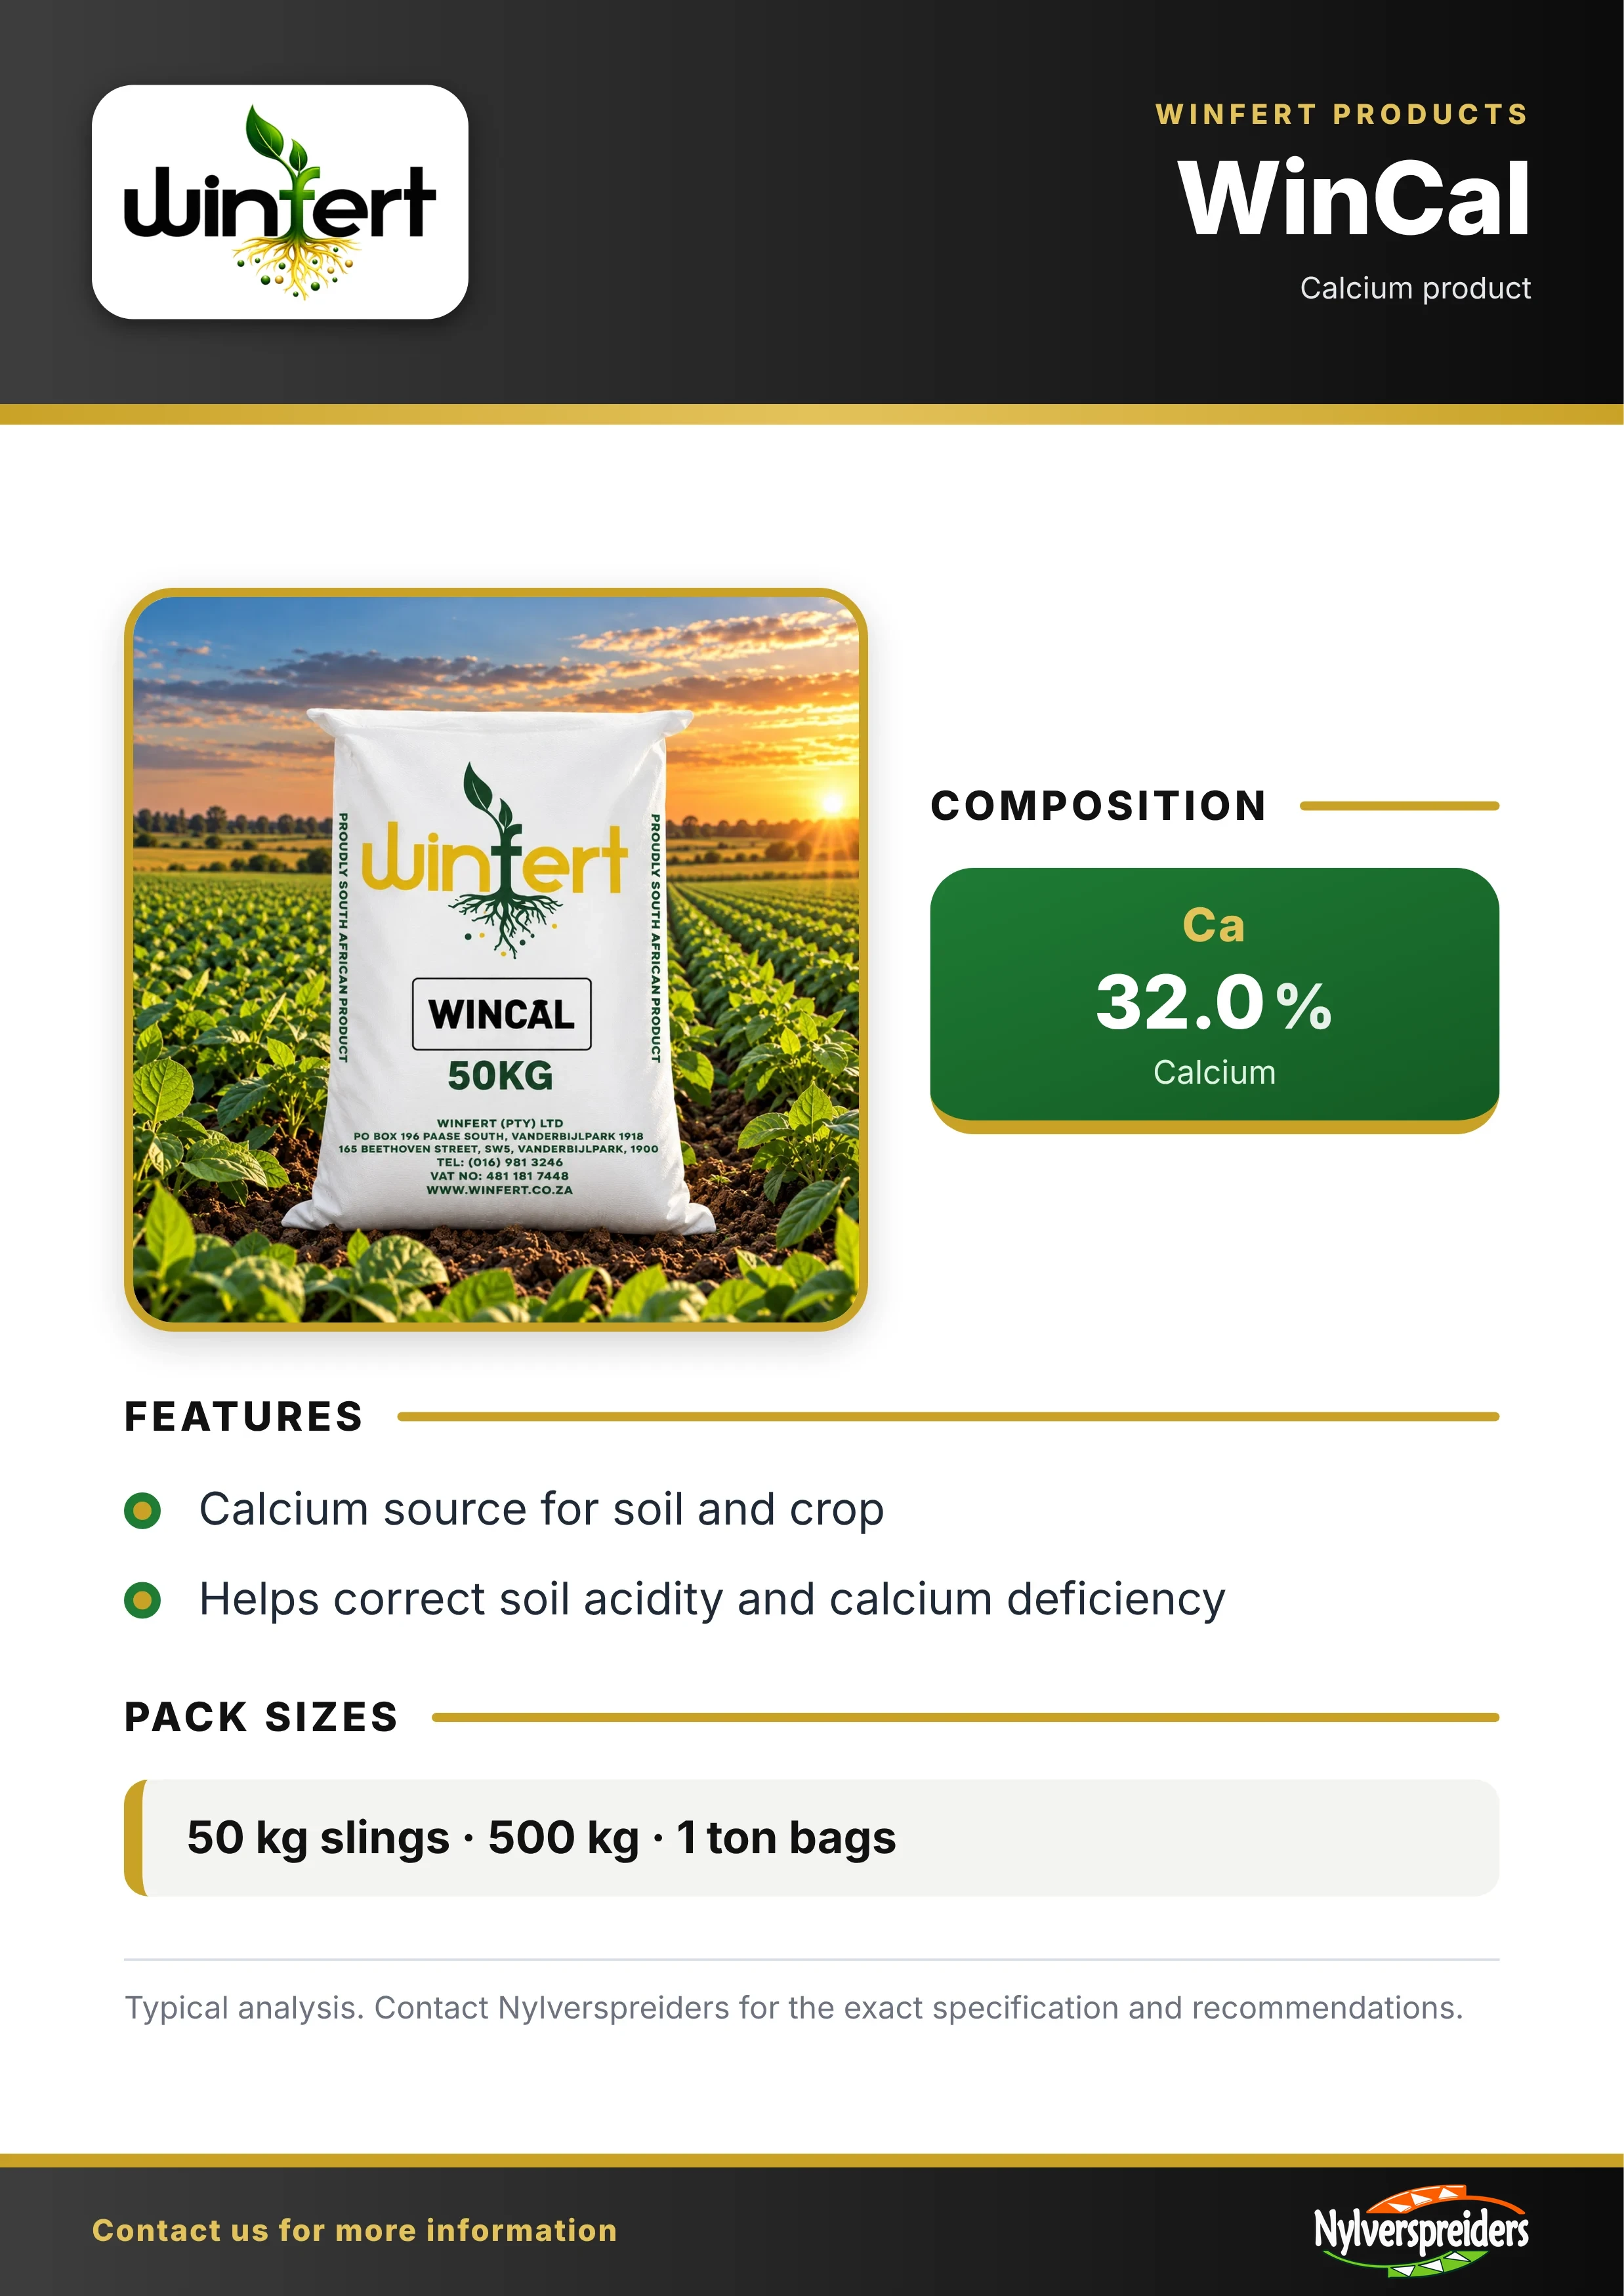 winfert
WINFERT PRODUCTS
WinCal
Calcium product
PROUDLY SOUTH AFRICAN PRODUCT
winfert
PROUDLY SOUTH AFRICAN PRODUCT
WINCAL
50KG
WINFERT (PTY) LTD
PO BOX 196 PAASE SOUTH, VANDERBIJLPARK 1918
165 BEETHOVEN STREET, SW5, VANDERBIJLPARK, 1900
TEL: (016) 981 3246
VAT NO: 481 181 7448
WWW.WINFERT.CO.ZA
COMPOSITION
Ca
32.0%
Calcium
FEATURES
Calcium source for soil and crop
Helps correct soil acidity and calcium deficiency
PACK SIZES
50 kg slings · 500 kg · 1 ton bags
Typical analysis. Contact Nylverspreiders for the exact specification and recommendations.
Contact us for more information
Nylverspreiders